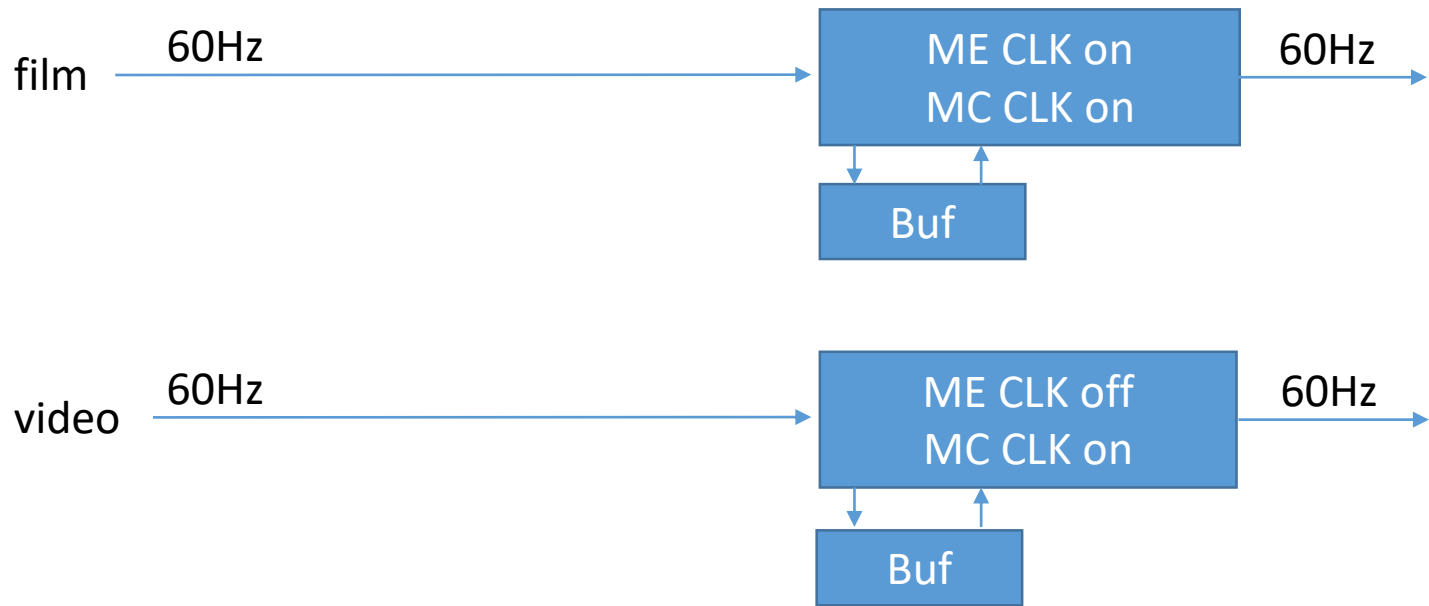 film
60Hz
ME CLK on
MC CLK on
60Hz
Buf
video
60Hz
ME CLK off
MC CLK on
60Hz
Buf